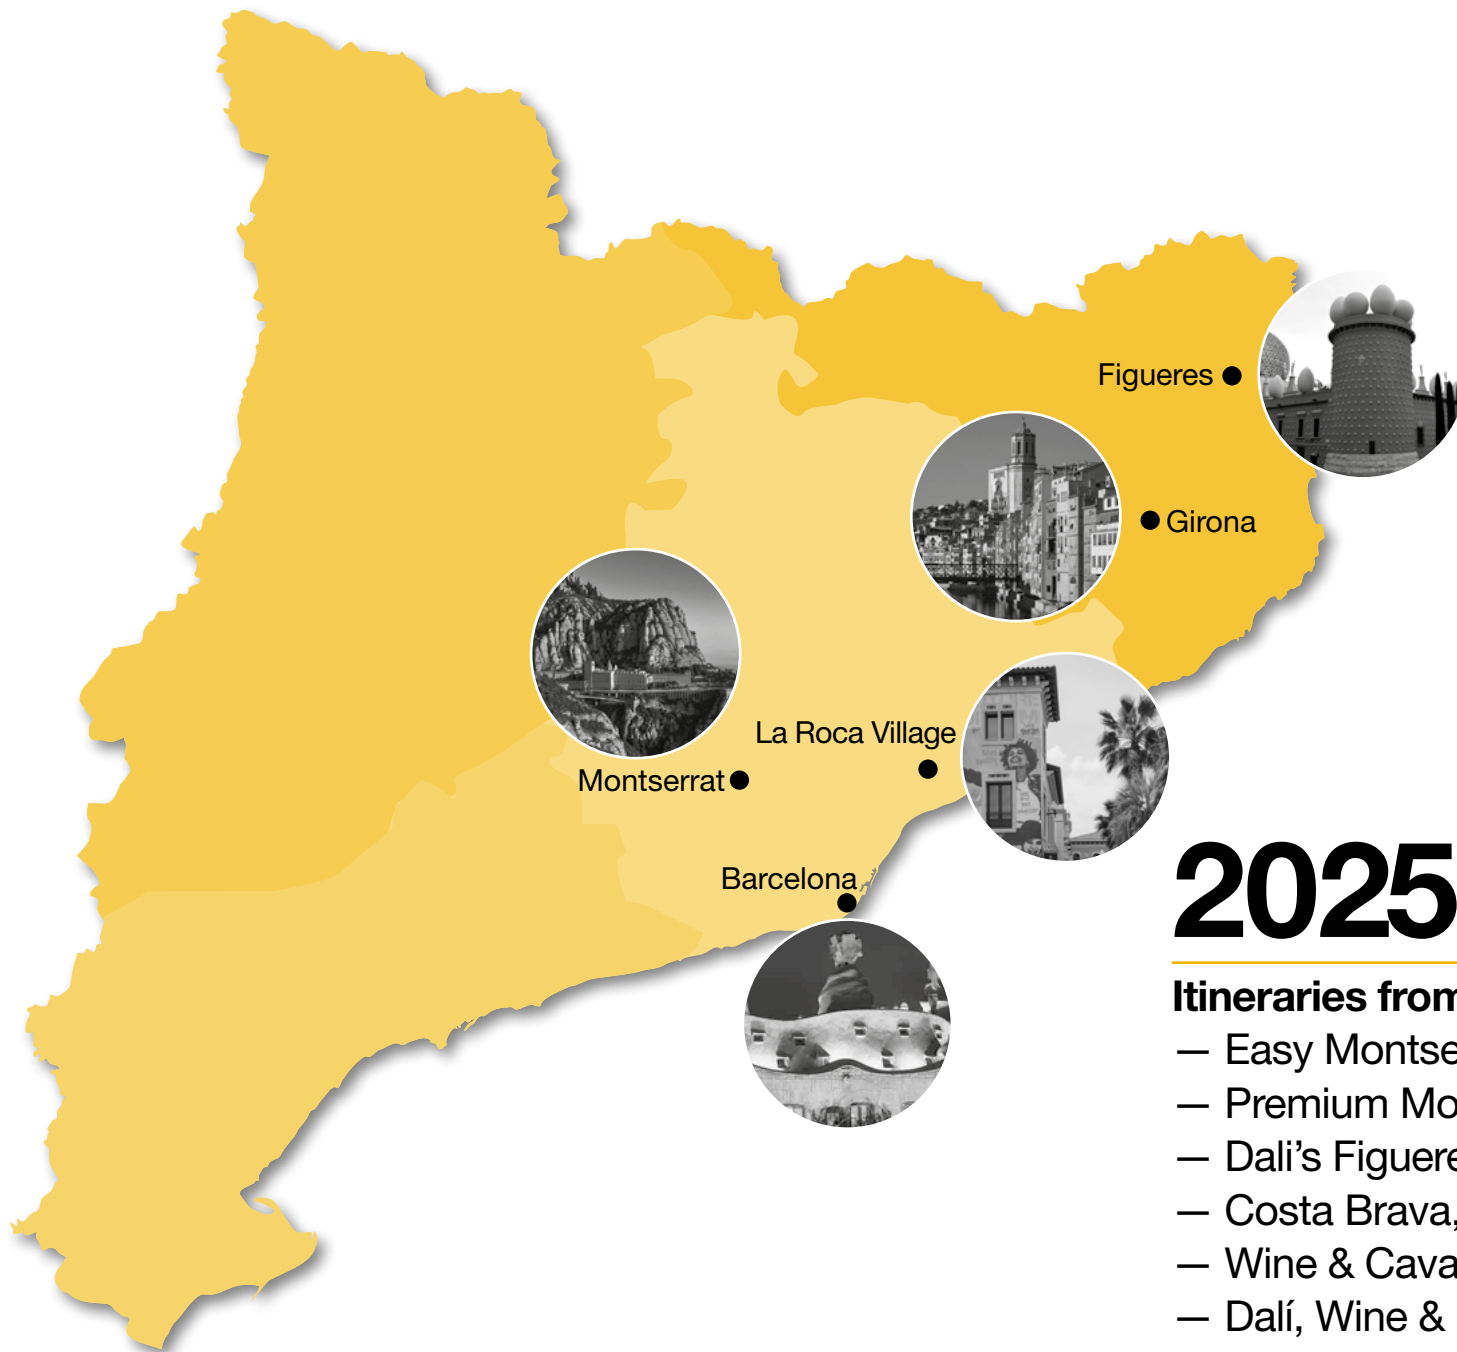 Figueres
Girona
La Roca Village
Montserrat
Barcelona
2025
Itineraries from
— Easy Montse
— Premium Mo
— Dali’s Figuere
— Costa Brava,
— Wine & Cava
— Dalí, Wine &